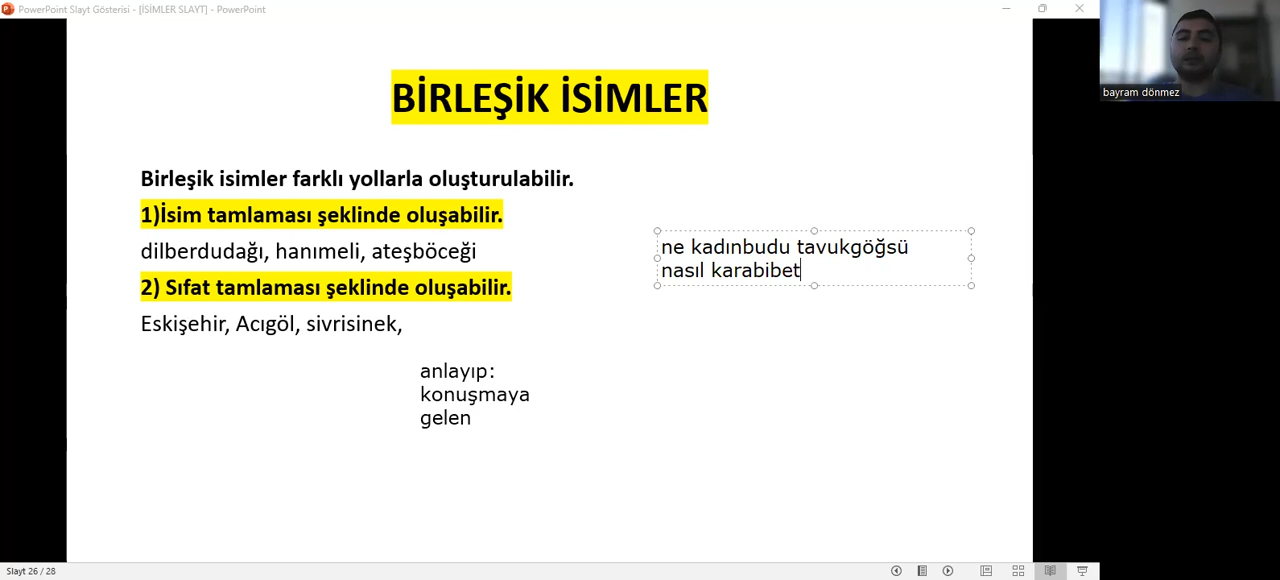 PowerPoint Slayt Gösterisi - [İSİMLER SLAYT] - PowerPoint
bayram dönmez
BİRLEŞİK İSİMLER
Birleşik isimler farklı yollarla oluşturulabilir.
1)İsim tamlaması şeklinde oluşabilir.
dilberdudağı, hanımeli, ateşböceği
2) Sıfat tamlaması şeklinde oluşabilir.
Eskişehir, Acıgöl, sivrisinek,
ne kadınbudu tavukgöğsü
nasıl karabibet
anlayıp:
konuşmaya
gelen
Slayt 26 / 28